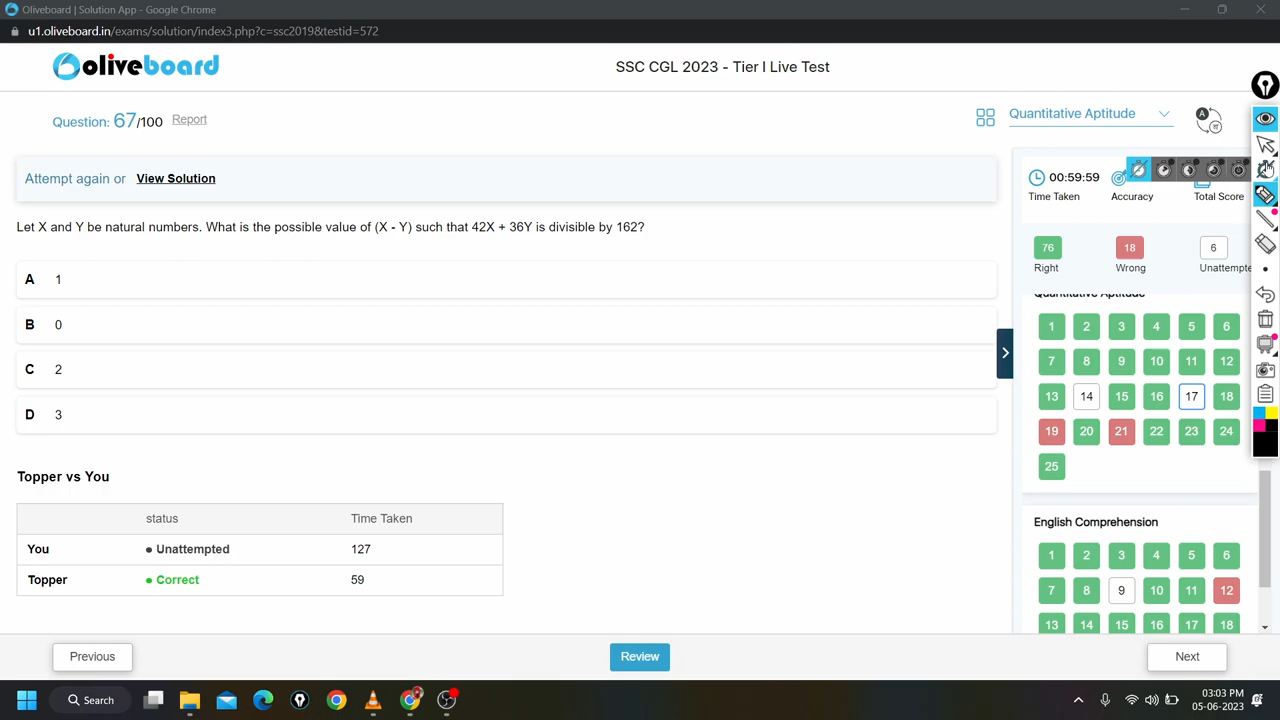 Oliveboard | Solution App - Google Chrome
u1.oliveboard.in/exams/solution/index3.php?c=ssc2019&testid=572
oliveboard
SSC CGL 2023 - Tier I Live Test
Question: 67/100 Report
Quantitative Aptitude
Attempt again or View Solution
00:59:59
Time Taken Accuracy Total Score
Let X and Y be natural numbers. What is the possible value of (X - Y) such that 42X + 36Y is divisible by 162?
76 18 6
Right Wrong Unattempte
A 1
B 0
C 2
D 3
Quantitative Aptitude
1 2 3 4 5 6
7 8 9 10 11 12
13 14 15 16 17 18
19 20 21 22 23 24
25
Topper vs You
status Time Taken
You Unattempted 127
Topper Correct 59
English Comprehension
1 2 3 4 5 6
7 8 9 10 11 12
13 14 15 16 17 18
Previous Review Next
Search
03:03 PM
05-06-2023